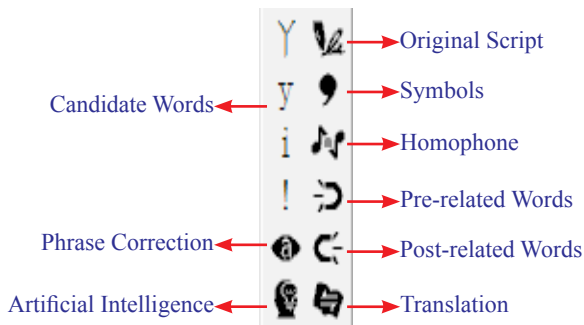 Y Original Script
Candidate Words y Symbols
i Homophone
! Pre-related Words
Phrase Correction a Post-related Words
Artificial Intelligence Translation